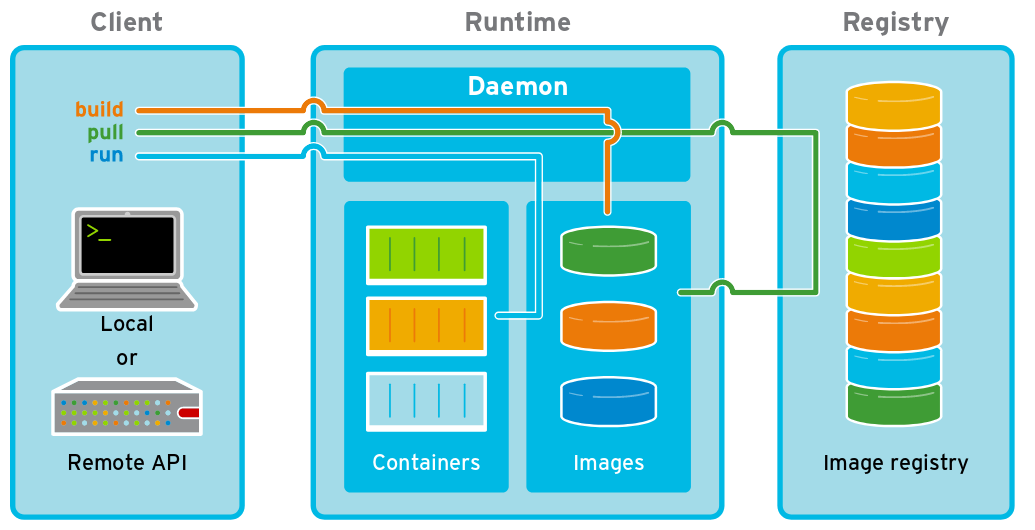 Client
Runtime
Registry
Daemon
build
pull
run
>_
Local
or
Remote API
Containers
Images
Image registry